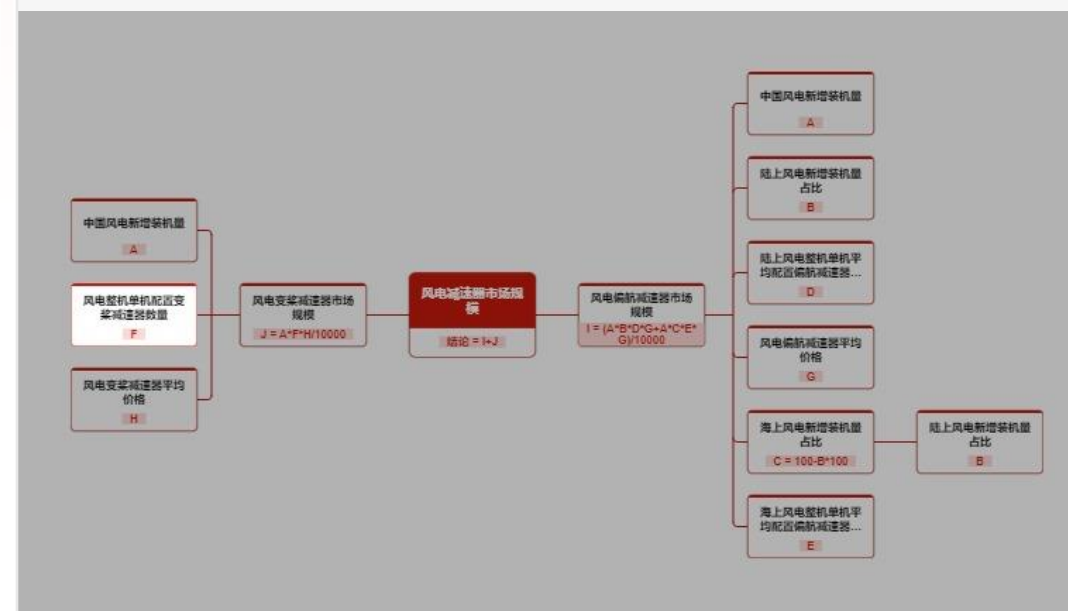 中国风电新增装机量
A
风电整机单机配置变
桨减速器数量
F
风电变桨减速器平均
价格
H
风电变桨减速器市场
规模
J = A*F*H/10000
风电减速器市场规
模
结论 = I+J
风电偏航减速器市场
规模
I = (A*B*D*G+A*C*E*
G)/10000
中国风电新增装机量
A
陆上风电新增装机量
占比
B
陆上风电整机单机平
均配置偏航减速器...
D
风电偏航减速器平均
价格
G
海上风电新增装机量
占比
C = 100-B*100
海上风电整机单机平
均配置偏航减速器...
E
陆上风电新增装机量
占比
B